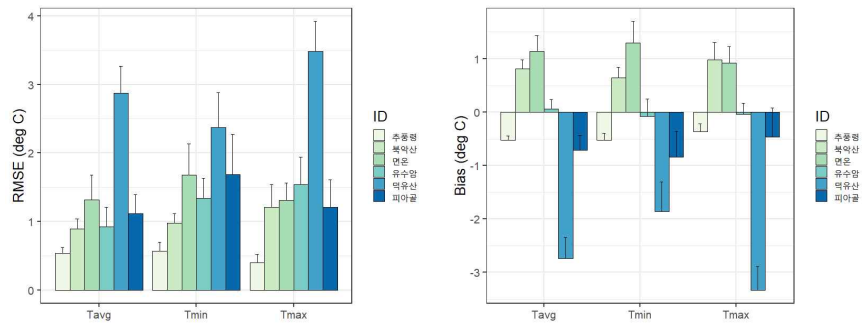 RMSE (deg C)
4
3
2
1
0
Tavg
Tmin
Tmax
ID
추풍령
북악산
면온
유수암
덕유산
피아골
Bias (deg C)
1
0
-1
-2
-3
Tavg
Tmin
Tmax
ID
추풍령
북악산
면온
유수암
덕유산
피아골